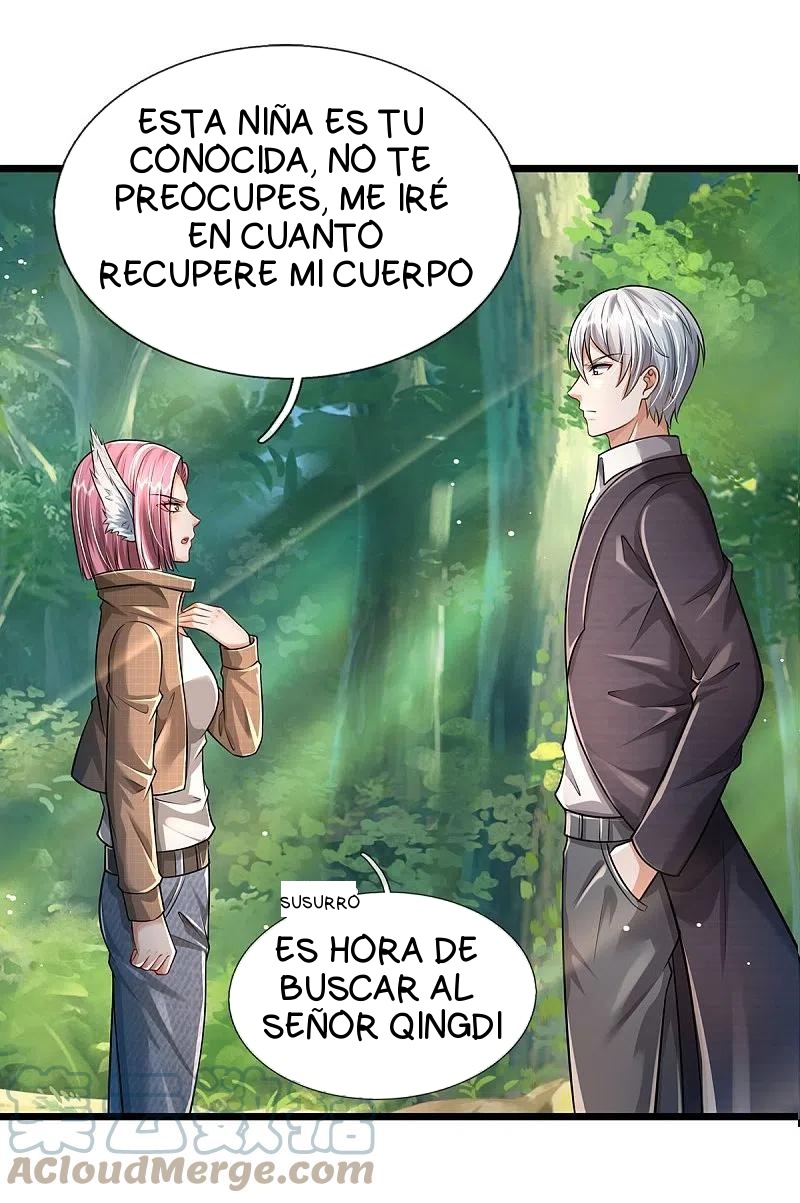 ESTA NIÑA ES TU
CONOCIDA, NO TE
PREOCUPES, ME IRÉ
EN CUANTO
RECUPERE MI CUERPO
SUSURRO
ES HORA DE
BUSCAR AL
SEÑOR QINGDI
ACloudMerge.com